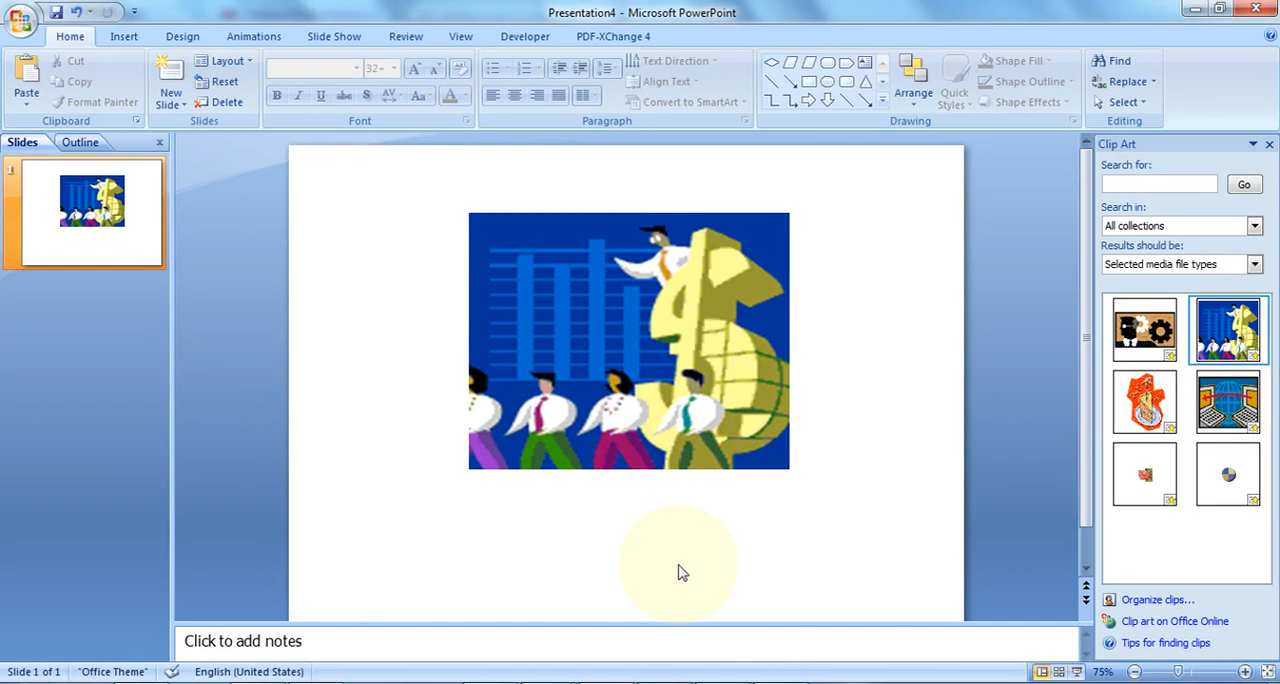 Presentation4 - Microsoft PowerPoint
Home Insert Design Animations Slide Show Review View Developer PDF-XChange 4
Paste
Cut
Copy
Format Painter
Clipboard
New Slide
Layout
Reset
Delete
Slides
32+
B I U abc S AV Aa A
Font
Text Direction
Align Text
Convert to SmartArt
Paragraph
Arrange
Quick Styles
Shape Fill
Shape Outline
Shape Effects
Drawing
Find
Replace
Select
Editing
Slides Outline
1
Clip Art
Search for:
Go
Search in:
All collections
Results should be:
Selected media file types
Organize clips...
Clip art on Office Online
Tips for finding clips
Click to add notes
Slide 1 of 1 "Office Theme" English (United States) 75%